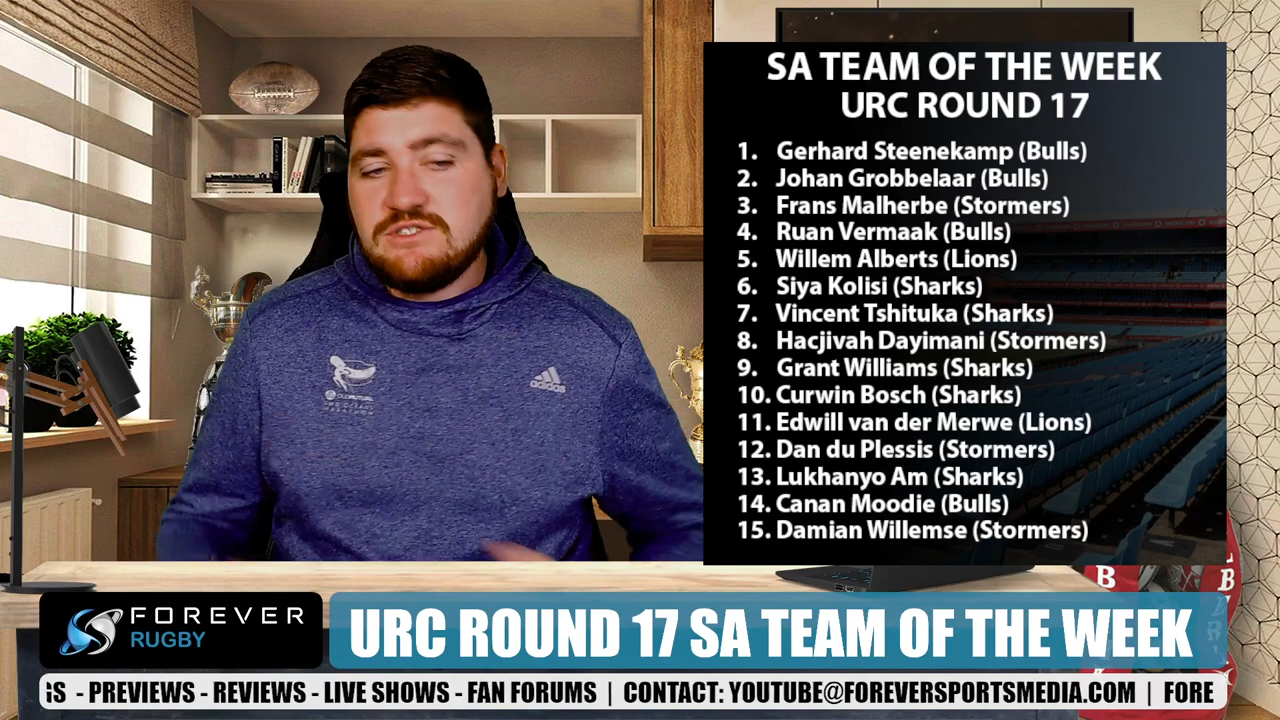 SA TEAM OF THE WEEK
URC ROUND 17
1. Gerhard Steenekamp (Bulls)
2. Johan Grobbelaar (Bulls)
3. Frans Malherbe (Stormers)
4. Ruan Vermaak (Bulls)
5. Willem Alberts (Lions)
6. Siya Kolisi (Sharks)
7. Vincent Tshituka (Sharks)
8. Hacjivah Dayimani (Stormers)
9. Grant Williams (Sharks)
10. Curwin Bosch (Sharks)
11. Edwill van der Merwe (Lions)
12. Dan du Plessis (Stormers)
13. Lukhanyo Am (Sharks)
14. Canan Moodie (Bulls)
15. Damian Willemse (Stormers)
adidas
OLDMUTUAL
B B
FOREVER
RUGBY
URC ROUND 17 SA TEAM OF THE WEEK
- PREVIEWS - REVIEWS - LIVE SHOWS - FAN FORUMS | CONTACT: YOUTUBE@FOREVERSPORTSMEDIA.COM | FORE